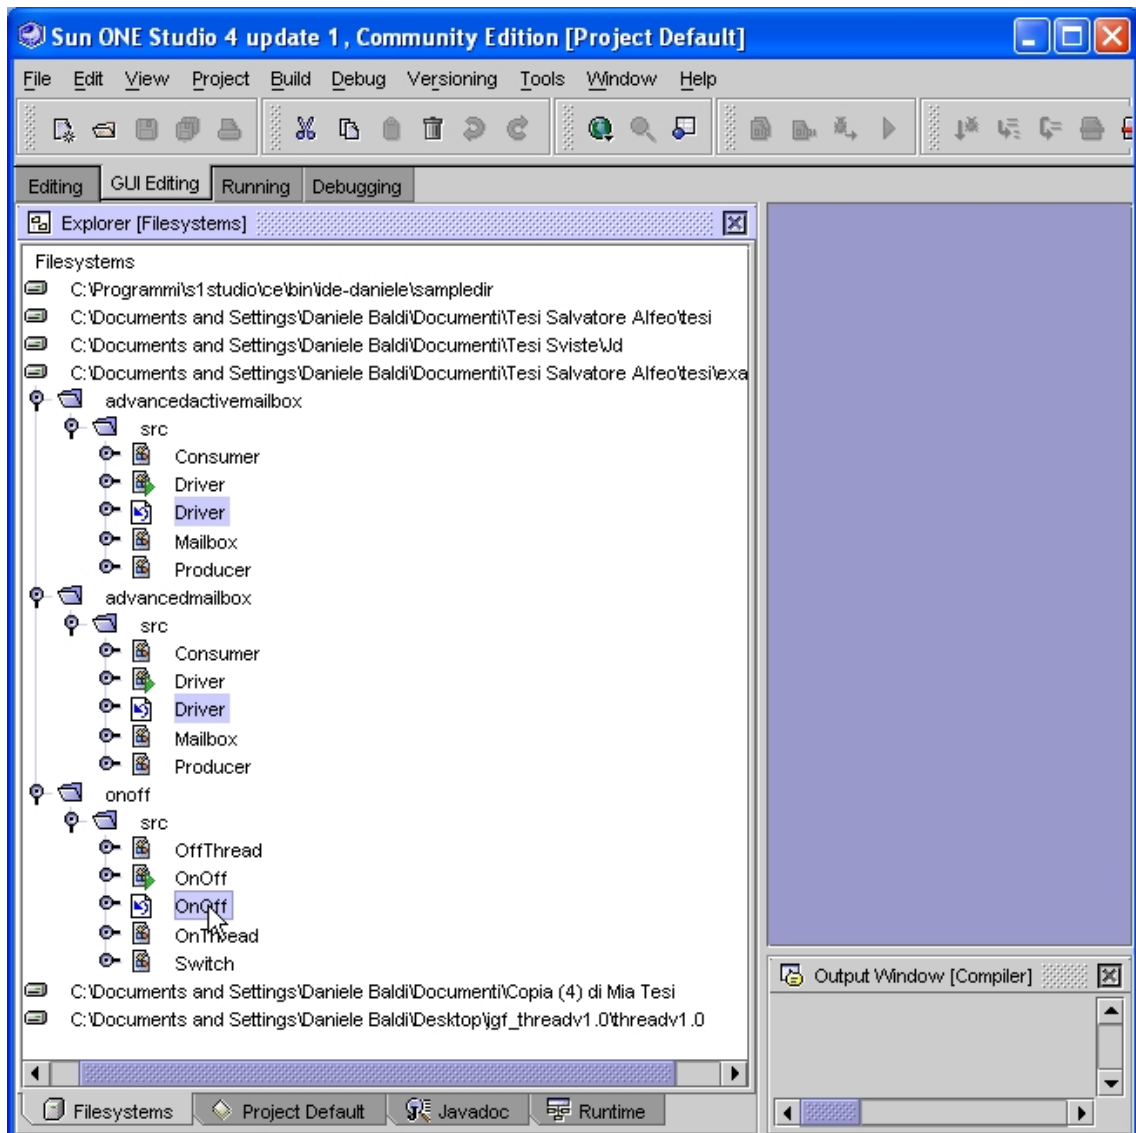 Sun ONE Studio 4 update 1, Community Edition [Project Default]
File Edit View Project Build Debug Versioning Tools Window Help
Editing GUI Editing Running Debugging
Explorer [Filesystems]
Filesystems
C:\Programmi\s1studio\ce\bin\ide-daniele\sampledir
C:\Documents and Settings\Daniele Baldi\Documenti\Tesi Salvatore Alfeo\tesi
C:\Documents and Settings\Daniele Baldi\Documenti\Tesi Sviste\Jd
C:\Documents and Settings\Daniele Baldi\Documenti\Tesi Salvatore Alfeo\tesi\exa
advancedactivemailbox
src
Consumer
Driver
Driver
Mailbox
Producer
advancedmailbox
src
Consumer
Driver
Driver
Mailbox
Producer
onoff
src
OffThread
OnOff
OnOff
OnThread
Switch
C:\Documents and Settings\Daniele Baldi\Documenti\Copia (4) di Mia Tesi
C:\Documents and Settings\Daniele Baldi\Desktop\jgf_threadv1.0\threadv1.0
Output Window [Compiler]
Filesystems Project Default Javadoc Runtime